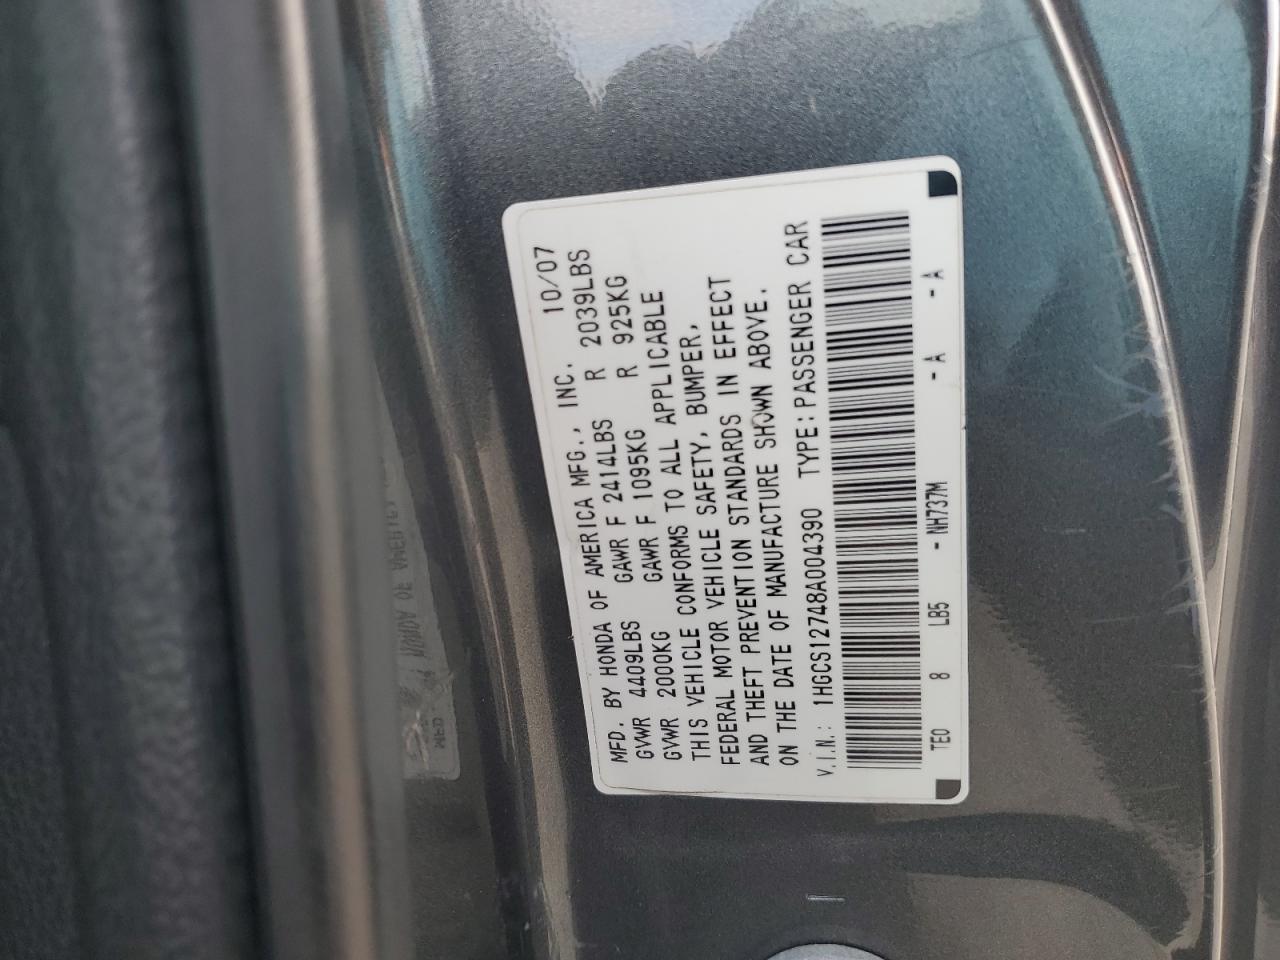 MFD. BY HONDA OF AMERICA MFG., INC. 10/07
GVWR 4409LBS GAWR F 2414LBS R 2039LBS
GVWR 2000KG GAWR F 1095KG R 925KG
THIS VEHICLE CONFORMS TO ALL APPLICABLE
FEDERAL MOTOR VEHICLE SAFETY, BUMPER,
AND THEFT PREVENTION STANDARDS IN EFFECT
ON THE DATE OF MANUFACTURE SHOWN ABOVE.
V.I.N.: 1HGCS12748A004390 TYPE: PASSENGER CAR
TE0 8 LB5 - NH737M - A - A